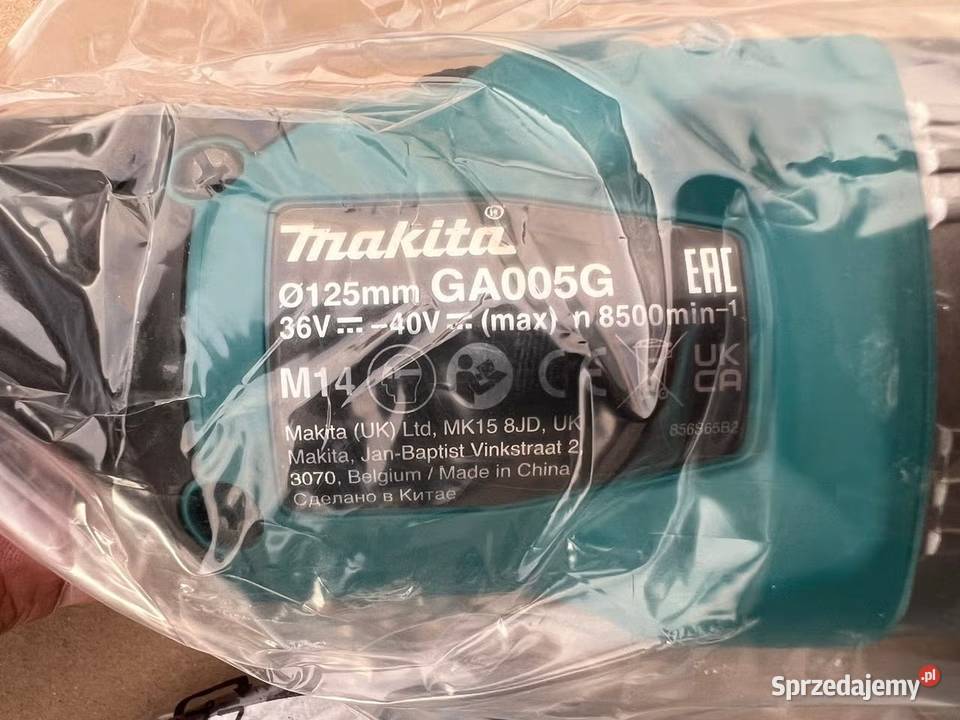 makita
Ø125mm GA005G
EAC
36V -40V (max) n 8500min-1
M14
CE
UK
CA
Makita (UK) Ltd, MK15 8JD, UK
Makita, Jan-Baptist Vinkstraat 2,
3070, Belgium / Made in China
Сделано в Китае
Sprzedajemy.pl